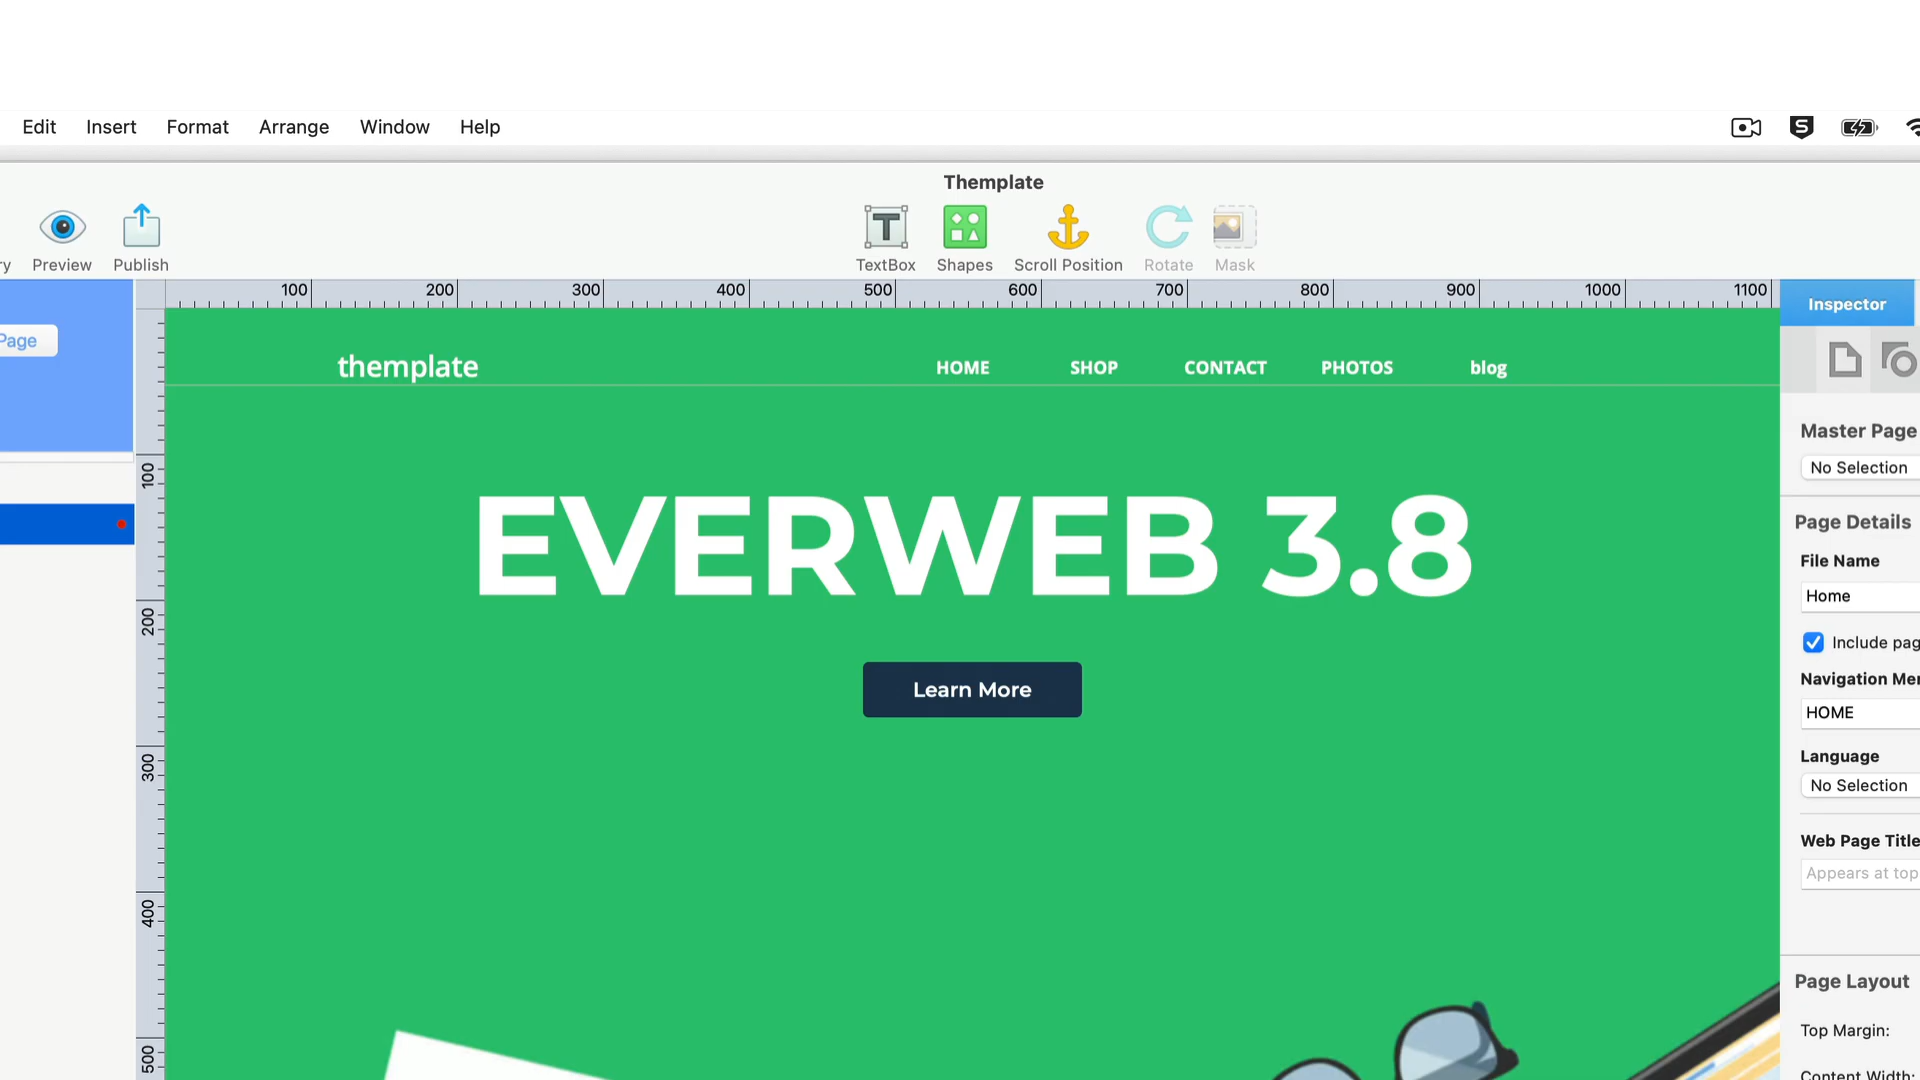 Edit Insert Format Arrange Window Help
Themplate
Preview Publish TextBox Shapes Scroll Position Rotate Mask
100 200 300 400 500 600 700 800 900 1000 1100
Page
Inspector
themplate HOME SHOP CONTACT PHOTOS blog
Master Page
No Selection
100
EVERWEB 3.8
Page Details
File Name
Home
200
Include pag
Learn More
Navigation Me
HOME
300
Language
No Selection
Web Page Title
Appears at top
400
Page Layout
Top Margin:
500
Content Width: